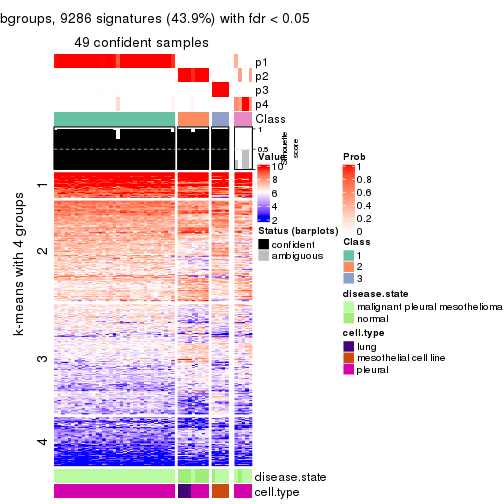 bgroups, 9286 signatures (43.9%) with fdr < 0.05
49 confident samples
p1
p2
p3
p4
Class
1
0.5
Silhouette
score
k-means with 4 groups
1
2
3
4
Value
10
8
6
4
2
Status (barplots)
confident
ambiguous
Prob
1
0.8
0.6
0.4
0.2
0
Class
1
2
3
disease.state
malignant pleural mesothelioma
normal
cell.type
lung
mesothelial cell line
pleural
disease.state
cell.type